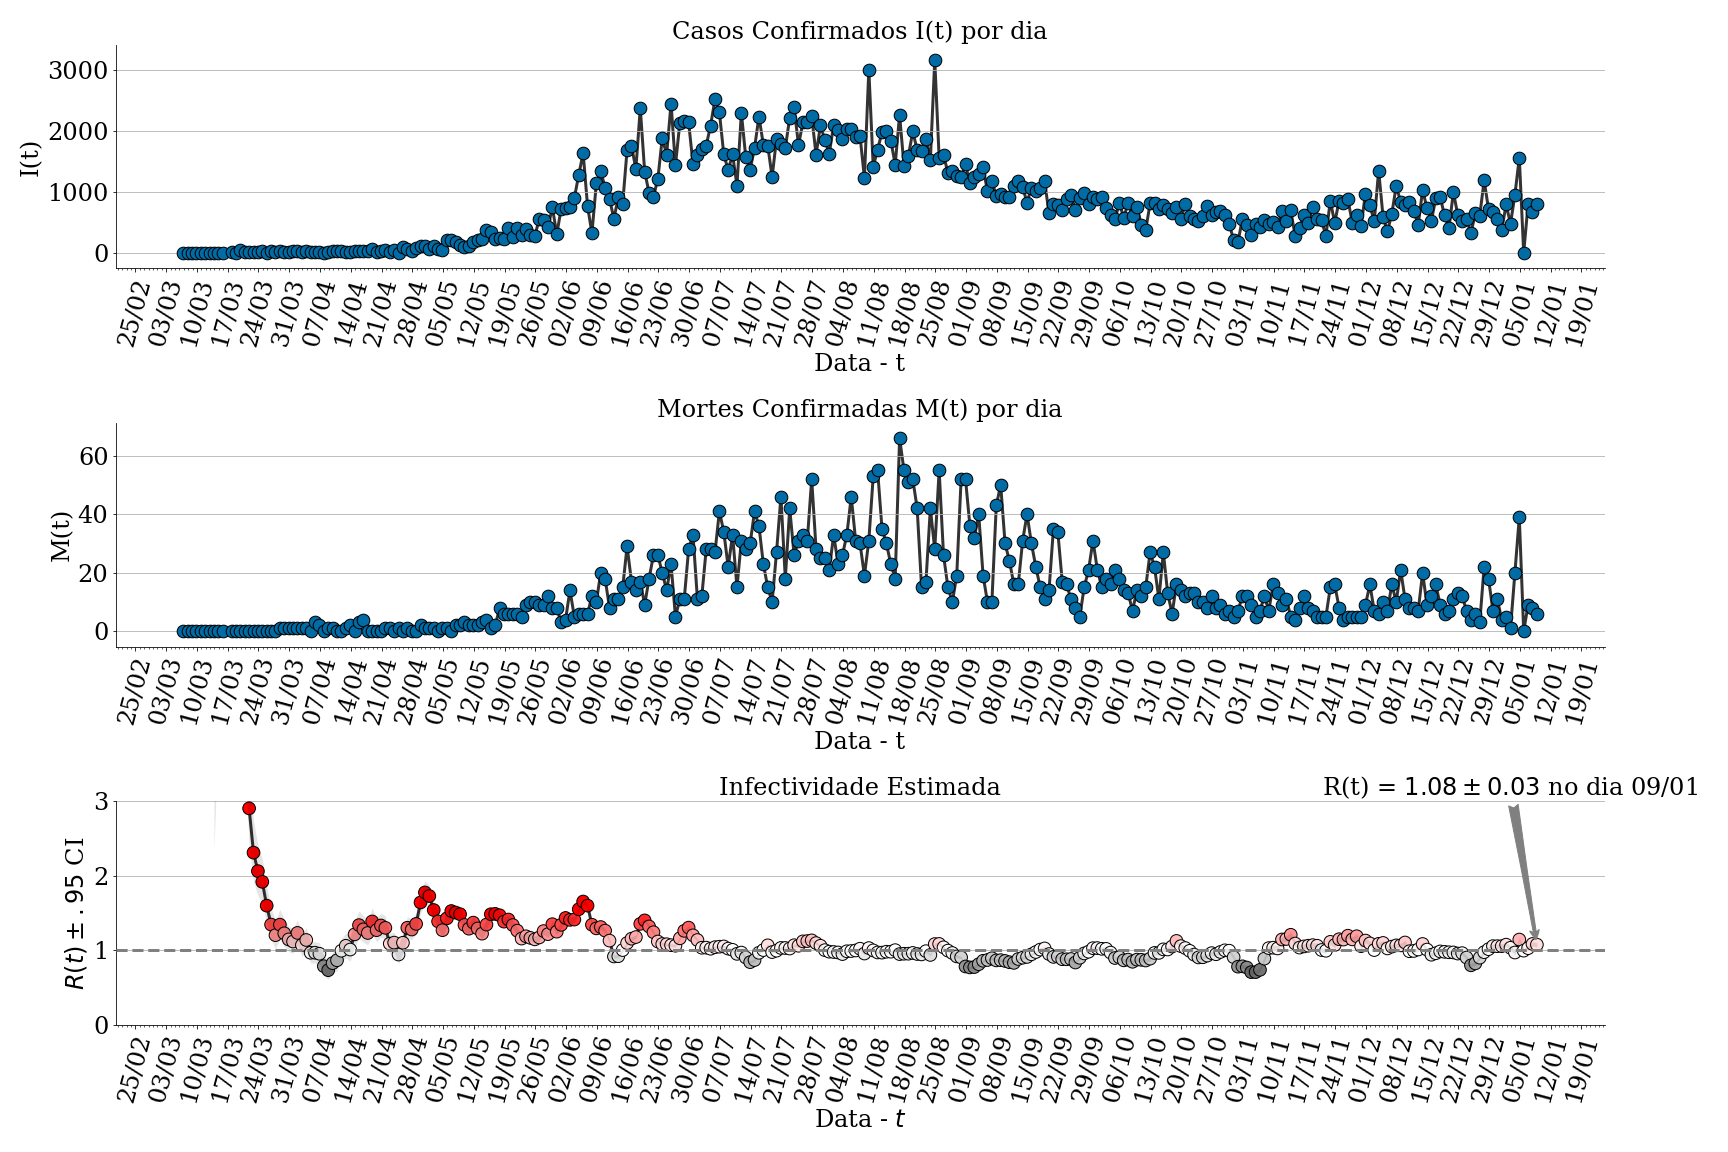 Casos Confirmados I(t) por dia
3000
2000
1000
0
I(t)
25/02 03/03 10/03 17/03 24/03 31/03 07/04 14/04 21/04 28/04 05/05 12/05 19/05 26/05 02/06 09/06 16/06 23/06 30/06 07/07 14/07 21/07 28/07 04/08 11/08 18/08 25/08 01/09 08/09 15/09 22/09 29/09 06/10 13/10 20/10 27/10 03/11 10/11 17/11 24/11 01/12 08/12 15/12 22/12 29/12 05/01 12/01 19/01
Data - t
Mortes Confirmadas M(t) por dia
60
40
20
0
M(t)
25/02 03/03 10/03 17/03 24/03 31/03 07/04 14/04 21/04 28/04 05/05 12/05 19/05 26/05 02/06 09/06 16/06 23/06 30/06 07/07 14/07 21/07 28/07 04/08 11/08 18/08 25/08 01/09 08/09 15/09 22/09 29/09 06/10 13/10 20/10 27/10 03/11 10/11 17/11 24/11 01/12 08/12 15/12 22/12 29/12 05/01 12/01 19/01
Data - t
Infectividade Estimada
R(t) = 1.08 ± 0.03 no dia 09/01
3
2
1
0
R(t) ± .95 CI
25/02 03/03 10/03 17/03 24/03 31/03 07/04 14/04 21/04 28/04 05/05 12/05 19/05 26/05 02/06 09/06 16/06 23/06 30/06 07/07 14/07 21/07 28/07 04/08 11/08 18/08 25/08 01/09 08/09 15/09 22/09 29/09 06/10 13/10 20/10 27/10 03/11 10/11 17/11 24/11 01/12 08/12 15/12 22/12 29/12 05/01 12/01 19/01
Data - t